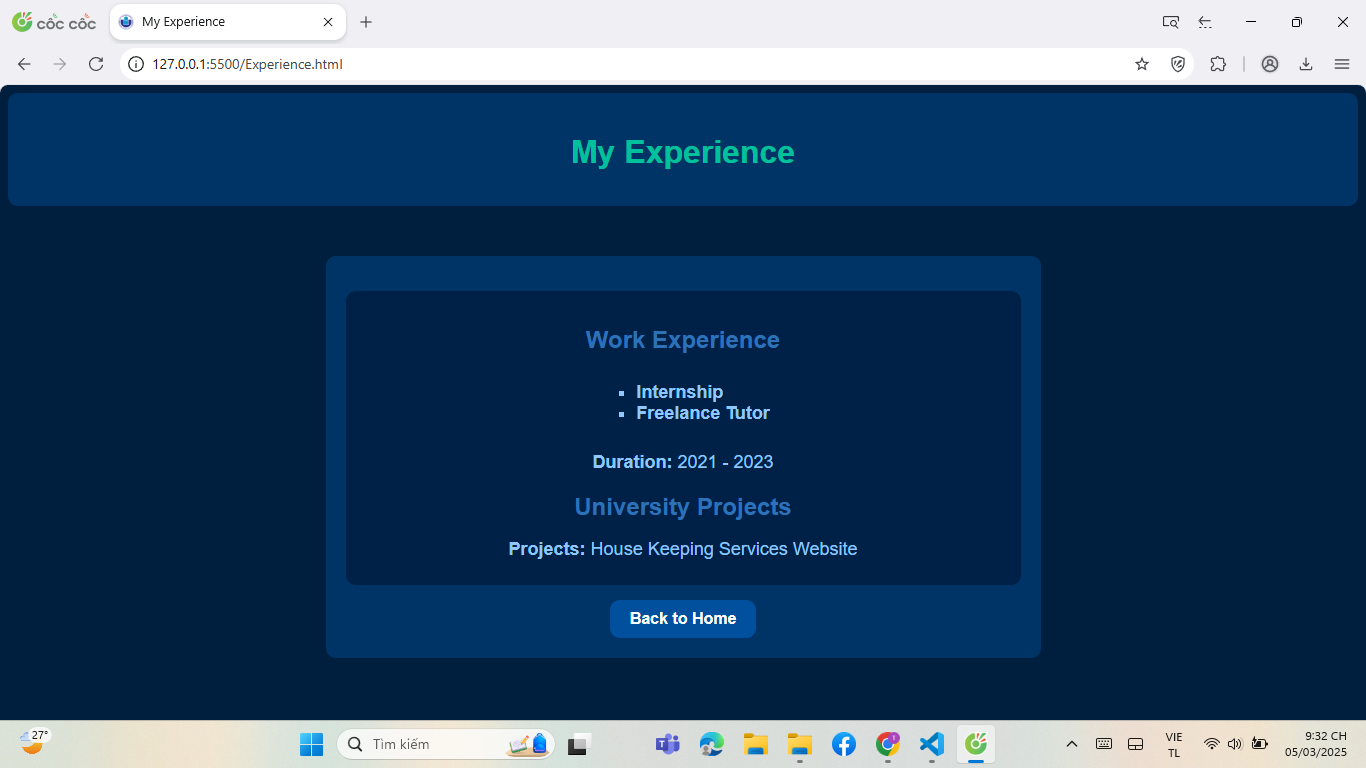 cốc cốc
My Experience
127.0.0.1:5500/Experience.html
My Experience
Work Experience
Internship
Freelance Tutor
Duration: 2021 - 2023
University Projects
Projects: House Keeping Services Website
Back to Home
27°
Tìm kiếm
VIE
TL
9:32 CH
05/03/2025